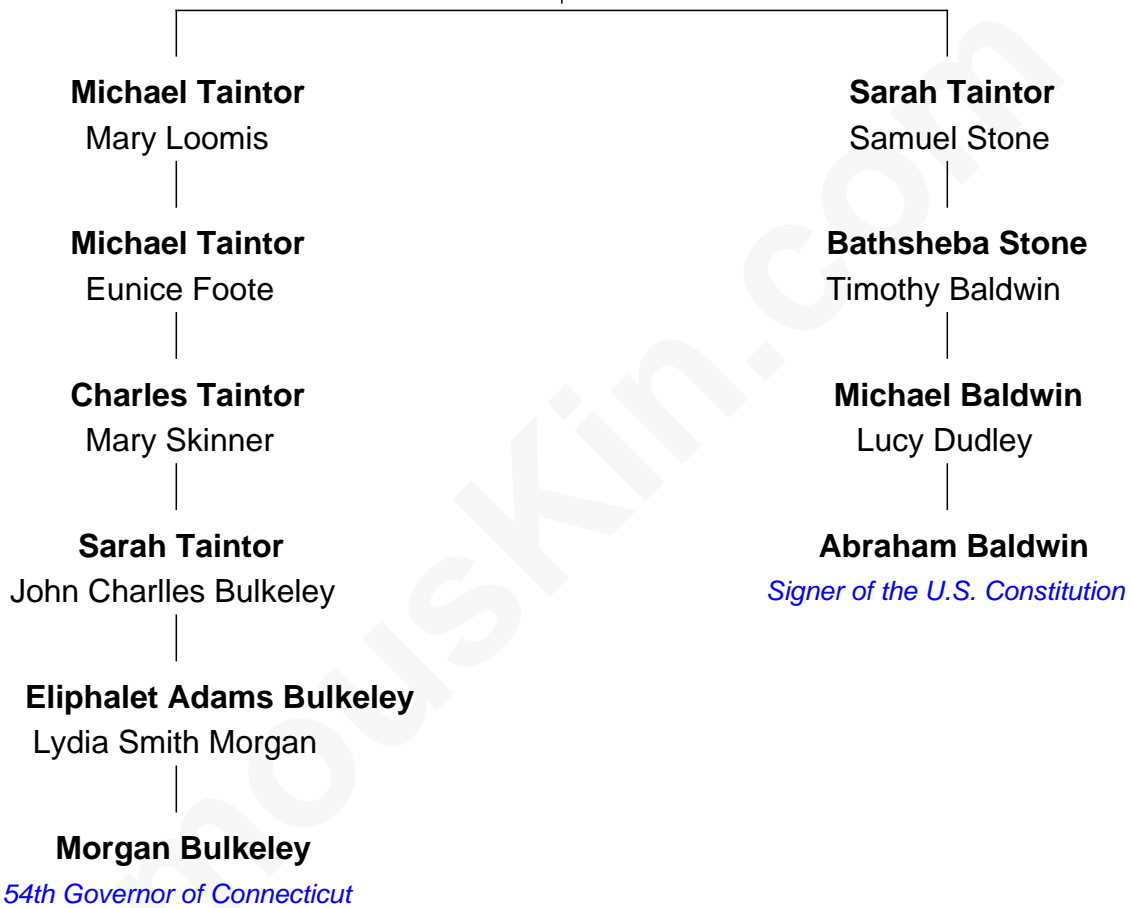 Michael Taintor
Mary Loomis
Sarah Taintor
Samuel Stone
Michael Taintor
Eunice Foote
Bathsheba Stone
Timothy Baldwin
Charles Taintor
Mary Skinner
Michael Baldwin
Lucy Dudley
Sarah Taintor
John Charlles Bulkeley
Abraham Baldwin
Signer of the U.S. Constitution
Eliphalet Adams Bulkeley
Lydia Smith Morgan
Morgan Bulkeley
54th Governor of Connecticut
mousKin.com